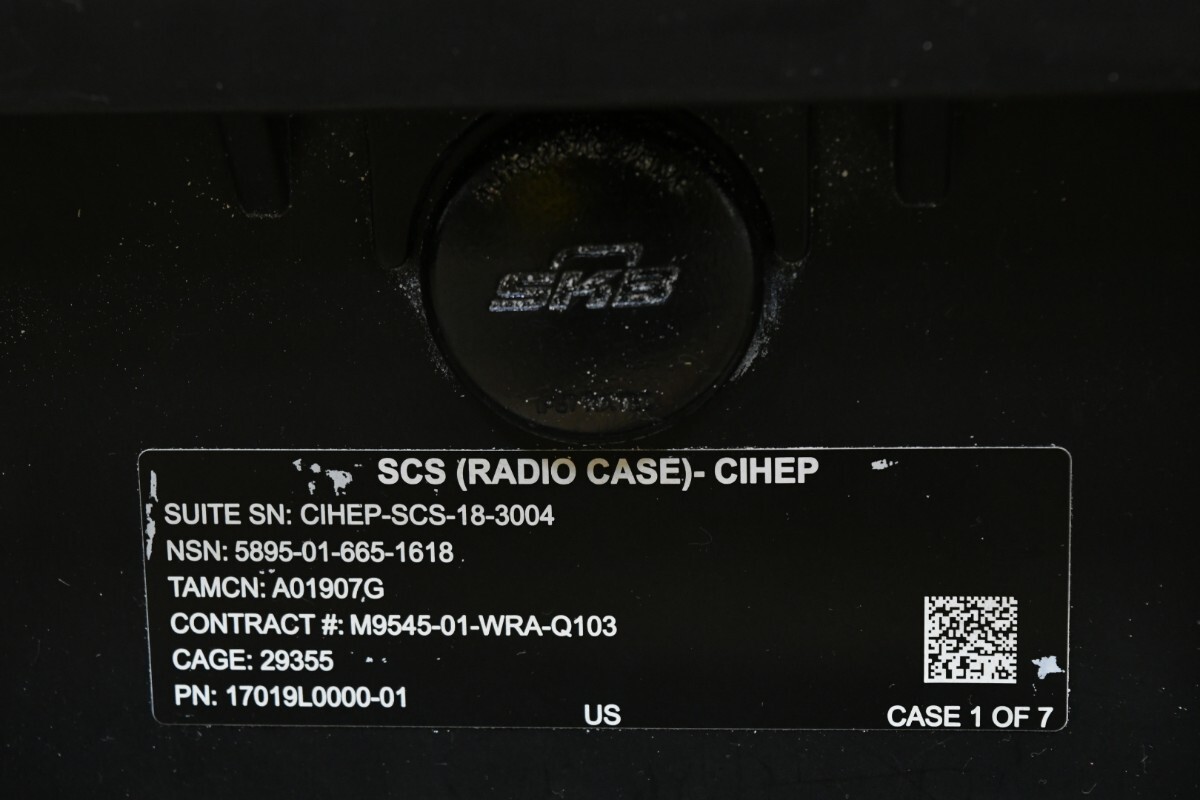 SKB
SCS (RADIO CASE)- CIHEP
SUITE SN: CIHEP-SCS-18-3004
NSN: 5895-01-665-1618
TAMCN: A01907G
CONTRACT #: M9545-01-WRA-Q103
CAGE: 29355
PN: 17019L0000-01
US
CASE 1 OF 7